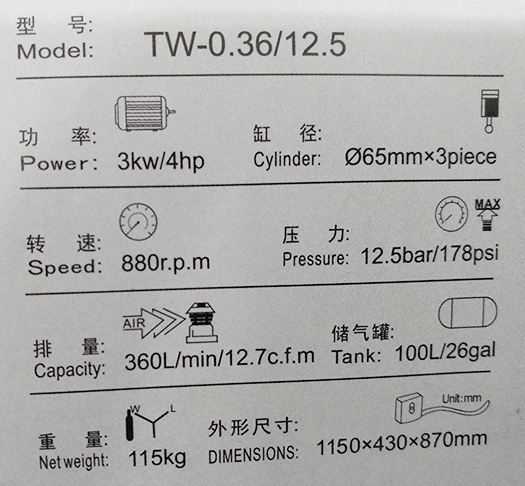 型 号:
Model: TW-0.36/12.5
功 率:
Power: 3kw/4hp
缸 径:
Cylinder: Ø65mm×3piece
转 速:
Speed: 880r.p.m
MAX
压 力:
Pressure: 12.5bar/178psi
AIR
排 量:
Capacity: 360L/min/12.7c.f.m
储气罐:
Tank: 100L/26gal
W L
重 量:
Net weight: 115kg
Unit:mm
外形尺寸:
DIMENSIONS: 1150×430×870mm